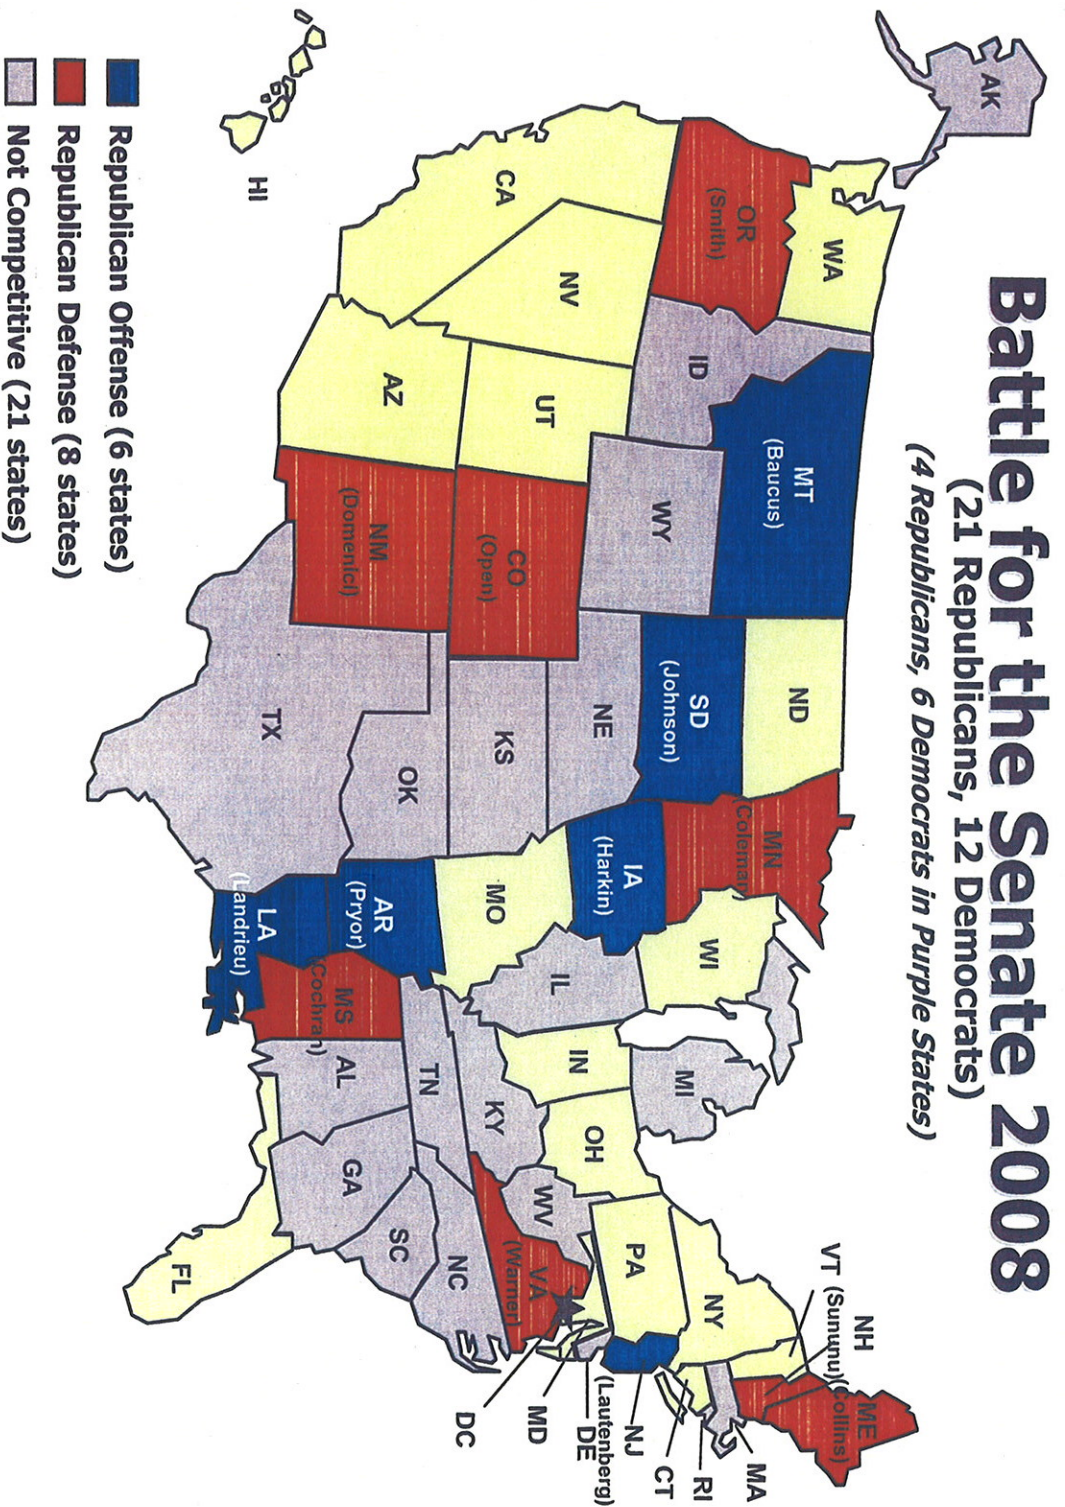 Battle for the Senate 2008
(21 Republicans, 12 Democrats)
(4 Republicans, 6 Democrats in Purple States)
AK
WA
OR
(Smith)
ID
MT
(Baucus)
ND
MN
(Coleman)
WI
MI
VT
NH
(Sununu)
ME
(Collins)
NY
MA
RI
CT
NJ
(Lautenberg)
DE
MD
DC
PA
OH
IN
IL
IA
(Harkin)
SD
(Johnson)
WY
NE
NV
UT
CO
(Open)
KS
MO
KY
WV
VA
(Warner)
NC
TN
SC
GA
AL
MS
(Cochran)
AR
(Pryor)
LA
(Landrieu)
OK
TX
NM
(Domenici)
AZ
CA
FL
HI
Republican Offense (6 states)
Republican Defense (8 states)
Not Competitive (21 states)